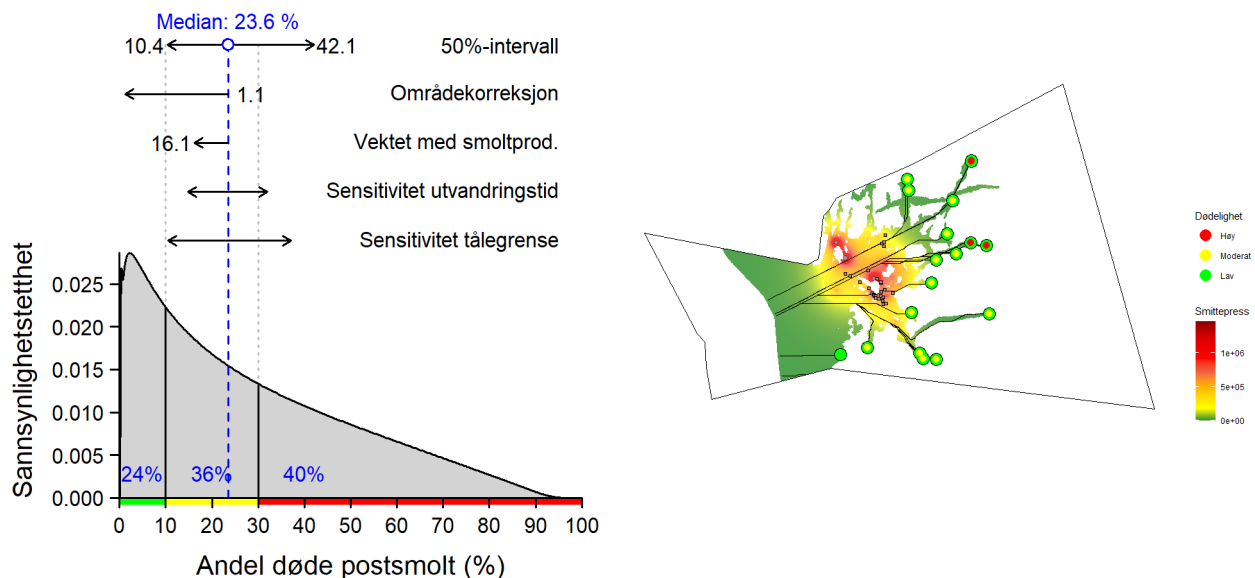 Median: 23.6 %
10.4 42.1 50%-intervall
1.1 Områdekorreksjon
16.1 Vektet med smoltprod.
Sensitivitet utvandringstid
Sensitivitet tålegrense
Sannsynlighetstetthet
0.025
0.020
0.015
0.010
0.005
0.000
24% 36% 40%
0 10 20 30 40 50 60 70 80 90 100
Andel døde postsmolt (%)
Dødelighet
Høy
Moderat
Lav
Smittepress
1e+06
5e+05
0e+00